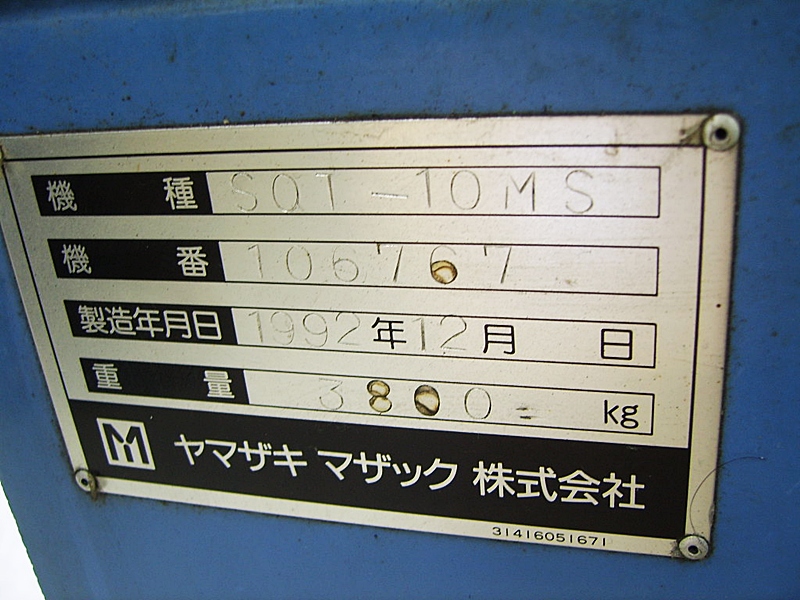 機種 SQT-10MS
機番 106767
製造年月日 1992年12月 日
重量 3800 kg
M ヤマザキ マザック 株式会社
31416051671